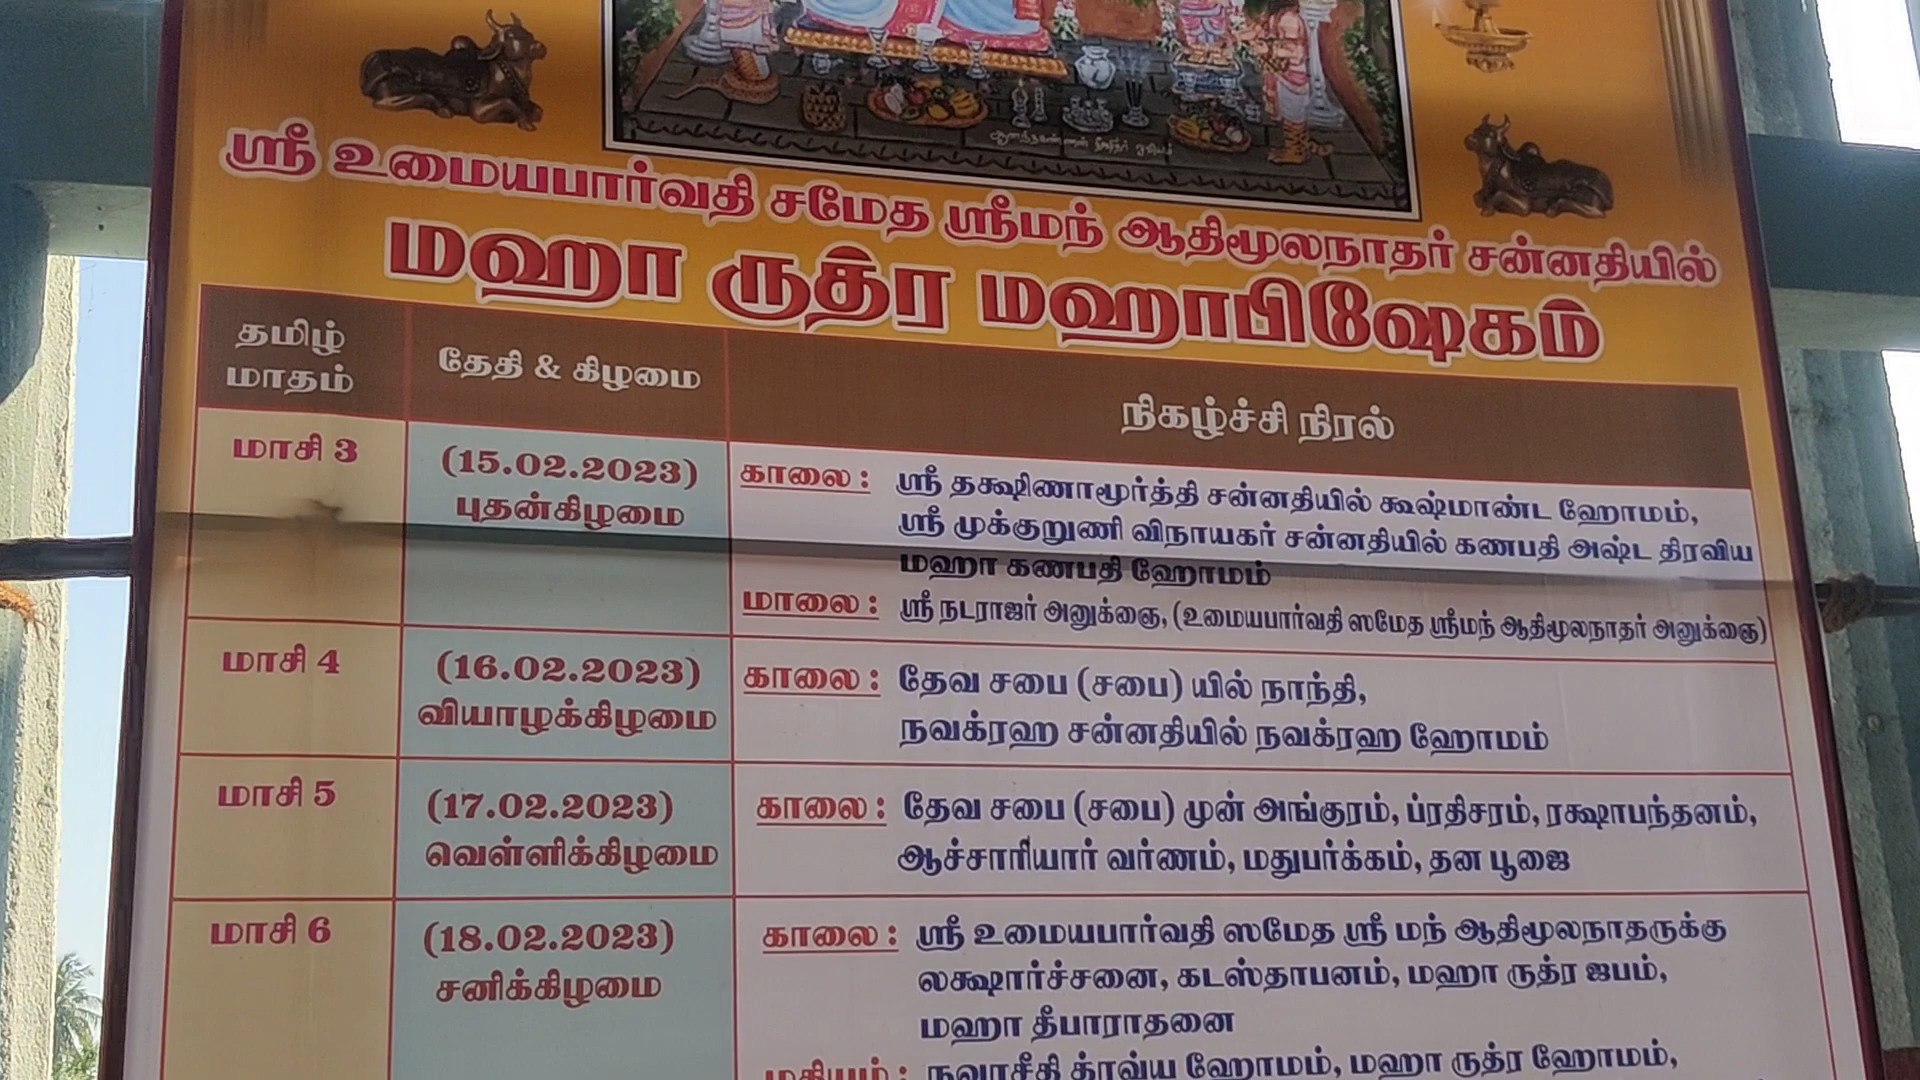 ஸ்ரீ உமையபார்வதி சமேத ஸ்ரீமந் ஆதிமூலநாதர் சன்னதியில்
மஹா ருத்ர மஹாபிஷேகம்
தமிழ்
மாதம்
தேதி & கிழமை
நிகழ்ச்சி நிரல்
மாசி 3
(15.02.2023)
புதன்கிழமை
காலை : ஸ்ரீ தக்ஷிணாமூர்த்தி சன்னதியில் கூஷ்மாண்ட ஹோமம்,
ஸ்ரீ முக்குறுணி விநாயகர் சன்னதியில் கணபதி அஷ்ட திரவிய
மஹா கணபதி ஹோமம்
மாலை : ஸ்ரீ நடராஜர் அனுக்ஞை, (உமையபார்வதி ஸமேத ஸ்ரீமந் ஆதிமூலநாதர் அனுக்ஞை)
மாசி 4
(16.02.2023)
வியாழக்கிழமை
காலை : தேவ சபை (சபை) யில் நாந்தி,
நவக்ரஹ சன்னதியில் நவக்ரஹ ஹோமம்
மாசி 5
(17.02.2023)
வெள்ளிக்கிழமை
காலை : தேவ சபை (சபை) முன் அங்குரம், ப்ரதிசரம், ரக்ஷாபந்தனம்,
ஆச்சாரியார் வர்ணம், மதுபர்க்கம், தன பூஜை
மாசி 6
(18.02.2023)
சனிக்கிழமை
காலை : ஸ்ரீ உமையபார்வதி ஸமேத ஸ்ரீ மந் ஆதிமூலநாதருக்கு
லக்ஷார்ச்சனை, கடஸ்தாபனம், மஹா ருத்ர ஜபம்,
மஹா தீபாராதனை
மதியம் : நவாசீதி த்ரவ்ய ஹோமம், மஹா ருத்ர ஹோமம்,